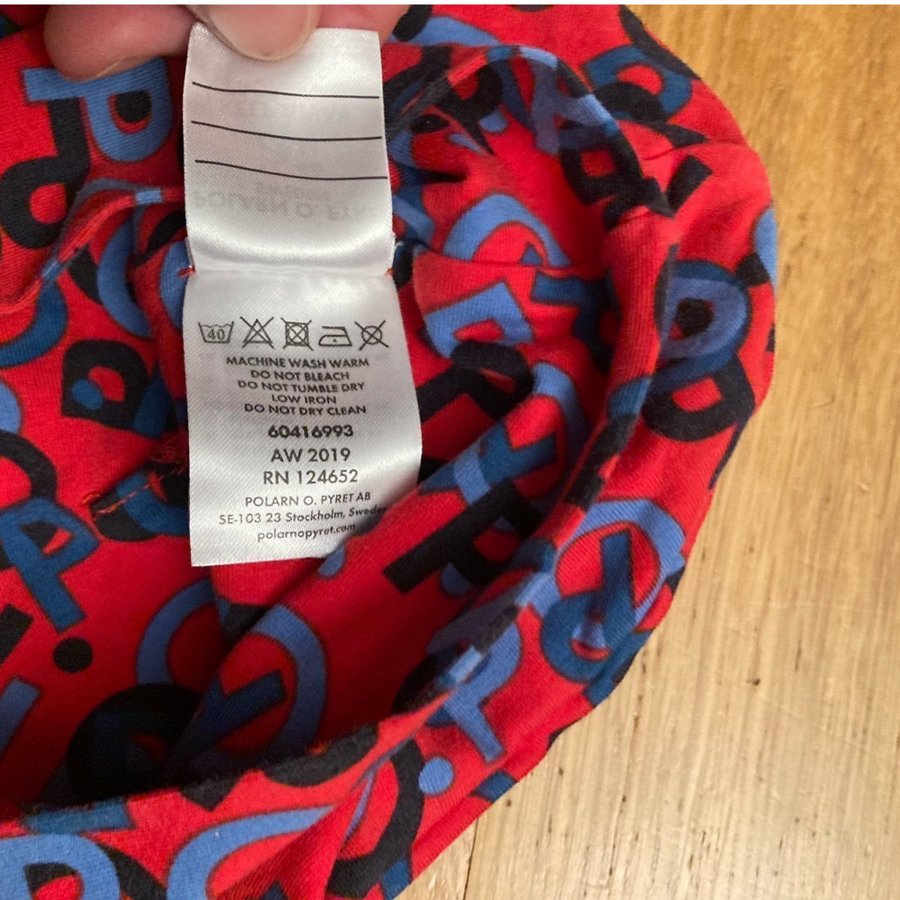 40
MACHINE WASH WARM
DO NOT BLEACH
DO NOT TUMBLE DRY
LOW IRON
DO NOT DRY CLEAN
60416993
AW 2019
RN 124652
POLARN O. PYRET AB
SE-103 23 Stockholm, Sweden
polarnopyret.com